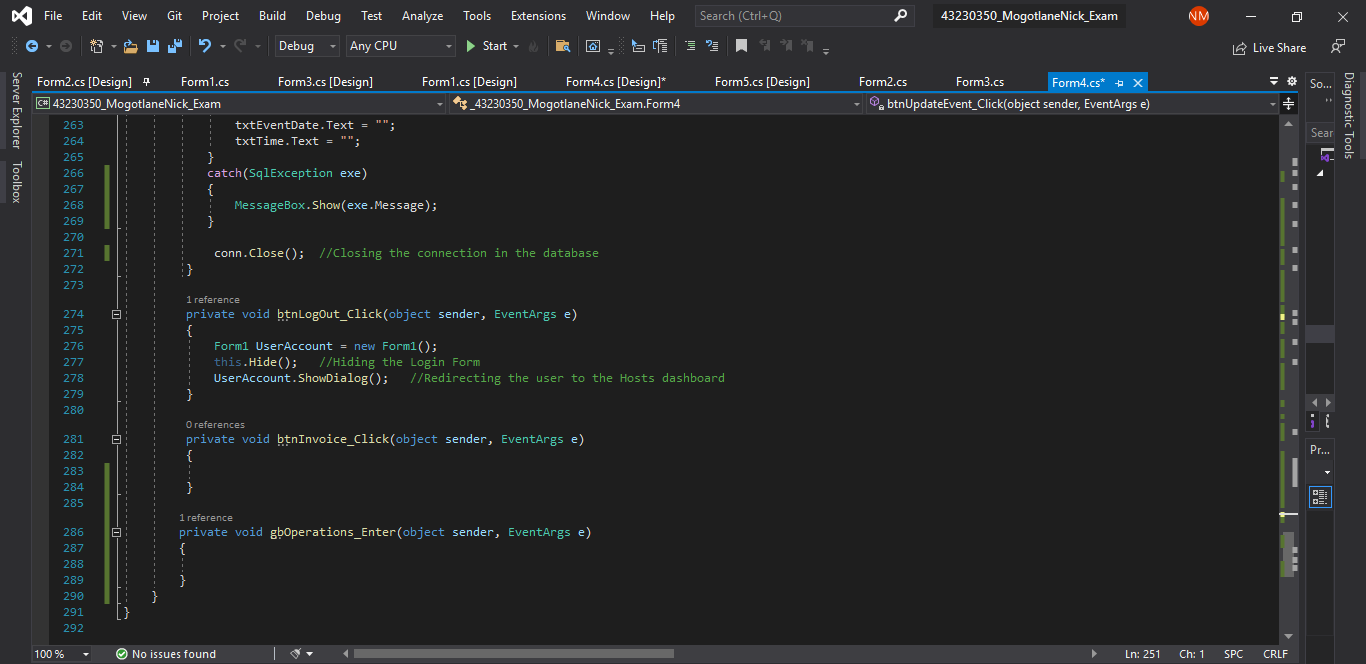 File Edit View Git Project Build Debug Test Analyze Tools Extensions Window Help Search (Ctrl+Q) 43230350_MogotlaneNick_Exam NM
Debug Any CPU Start Live Share
Form2.cs [Design] Form1.cs Form3.cs [Design] Form1.cs [Design] Form4.cs [Design]* Form5.cs [Design] Form2.cs Form3.cs Form4.cs*
C# 43230350_MogotlaneNick_Exam _43230350_MogotlaneNick_Exam.Form4 btnUpdateEvent_Click(object sender, EventArgs e)
Server Explorer
Toolbox
263 txtEventDate.Text = "";
264 txtTime.Text = "";
265 }
266 catch(SqlException exe)
267 {
268 MessageBox.Show(exe.Message);
269 }
270
271 conn.Close(); //Closing the connection in the database
272 }
273
1 reference
274 private void btnLogOut_Click(object sender, EventArgs e)
275 {
276 Form1 UserAccount = new Form1();
277 this.Hide(); //Hiding the Login Form
278 UserAccount.ShowDialog(); //Redirecting the user to the Hosts dashboard
279 }
280
0 references
281 private void btnInvoice_Click(object sender, EventArgs e)
282 {
283
284 }
285
1 reference
286 private void gbOperations_Enter(object sender, EventArgs e)
287 {
288
289 }
290 }
291 }
292
100 % No issues found Ln: 251 Ch: 1 SPC CRLF
So...
Sear
Pr...
Diagnostic Tools